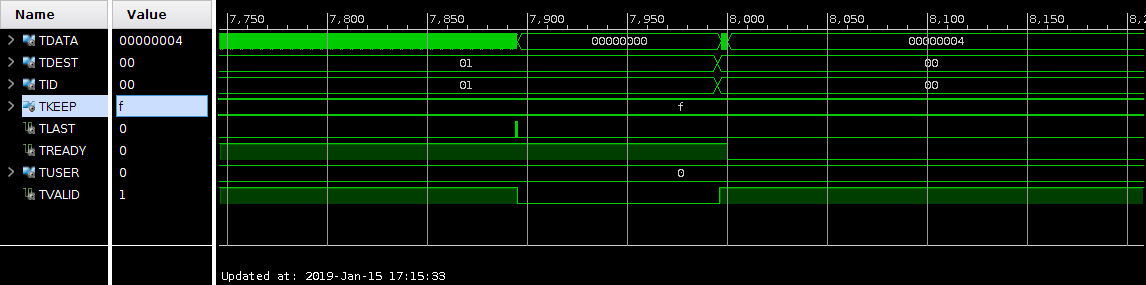 Name Value 7,750 7,800 7,850 7,900 7,950 8,000 8,050 8,100 8,150 8,2
TDATA 00000004 00000000 00000004
TDEST 00 01 00
TID 00 01 00
TKEEP f f
TLAST 0
TREADY 0
TUSER 0 0
TVALID 1
Updated at: 2019-Jan-15 17:15:33